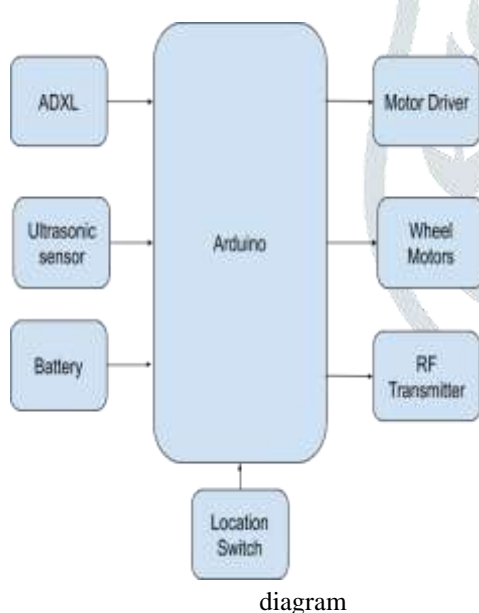 ADXL
Motor Driver
Ultrasonic
sensor
Arduino
Wheel
Motors
Battery
RF
Transmitter
Location
Switch
diagram